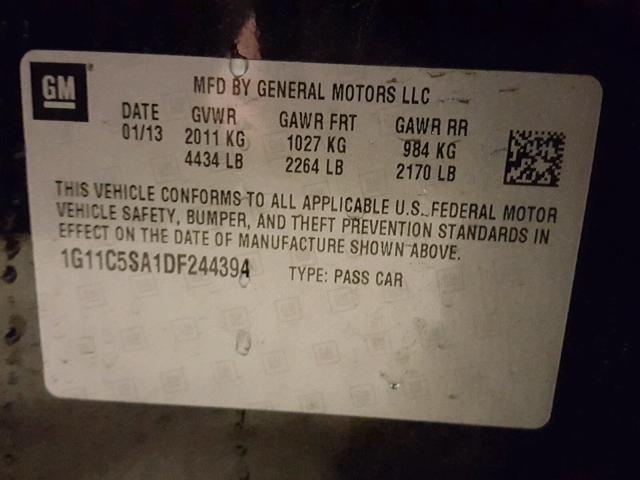 GM
MFD BY GENERAL MOTORS LLC
DATE GVWR GAWR FRT GAWR RR
01/13 2011 KG 1027 KG 984 KG
4434 LB 2264 LB 2170 LB
THIS VEHICLE CONFORMS TO ALL APPLICABLE U.S. FEDERAL MOTOR
VEHICLE SAFETY, BUMPER, AND THEFT PREVENTION STANDARDS IN
EFFECT ON THE DATE OF MANUFACTURE SHOWN ABOVE.
1G11C5SA1DF244394 TYPE: PASS CAR